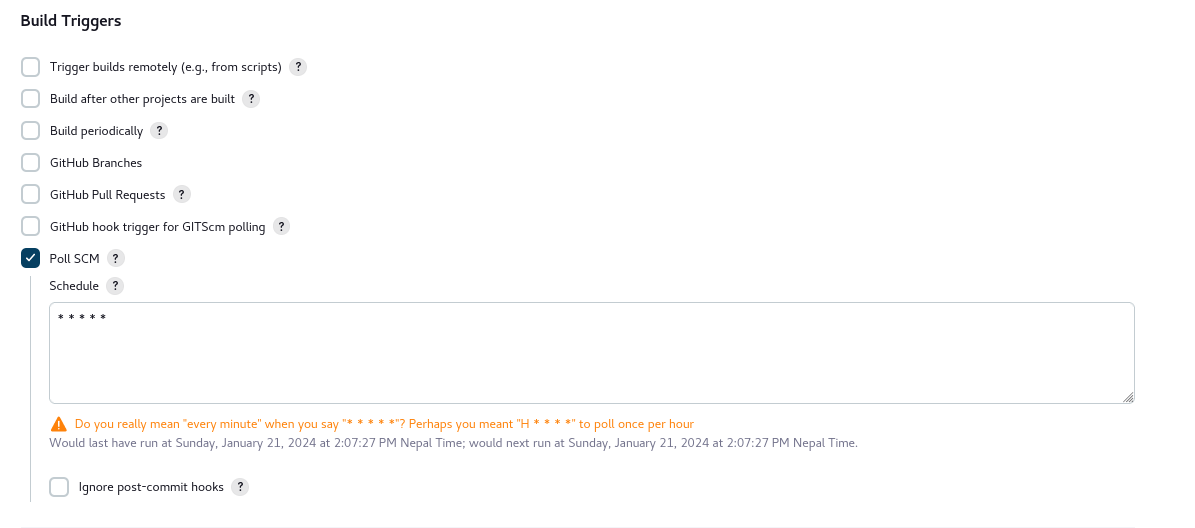 Build Triggers
Trigger builds remotely (e.g., from scripts) ?
Build after other projects are built ?
Build periodically ?
GitHub Branches
GitHub Pull Requests ?
GitHub hook trigger for GITScm polling ?
Poll SCM ?
Schedule ?
* * * * *
Do you really mean "every minute" when you say "* * * * *"? Perhaps you meant "H * * * *" to poll once per hour
Would last have run at Sunday, January 21, 2024 at 2:07:27 PM Nepal Time; would next run at Sunday, January 21, 2024 at 2:07:27 PM Nepal Time.
Ignore post-commit hooks ?